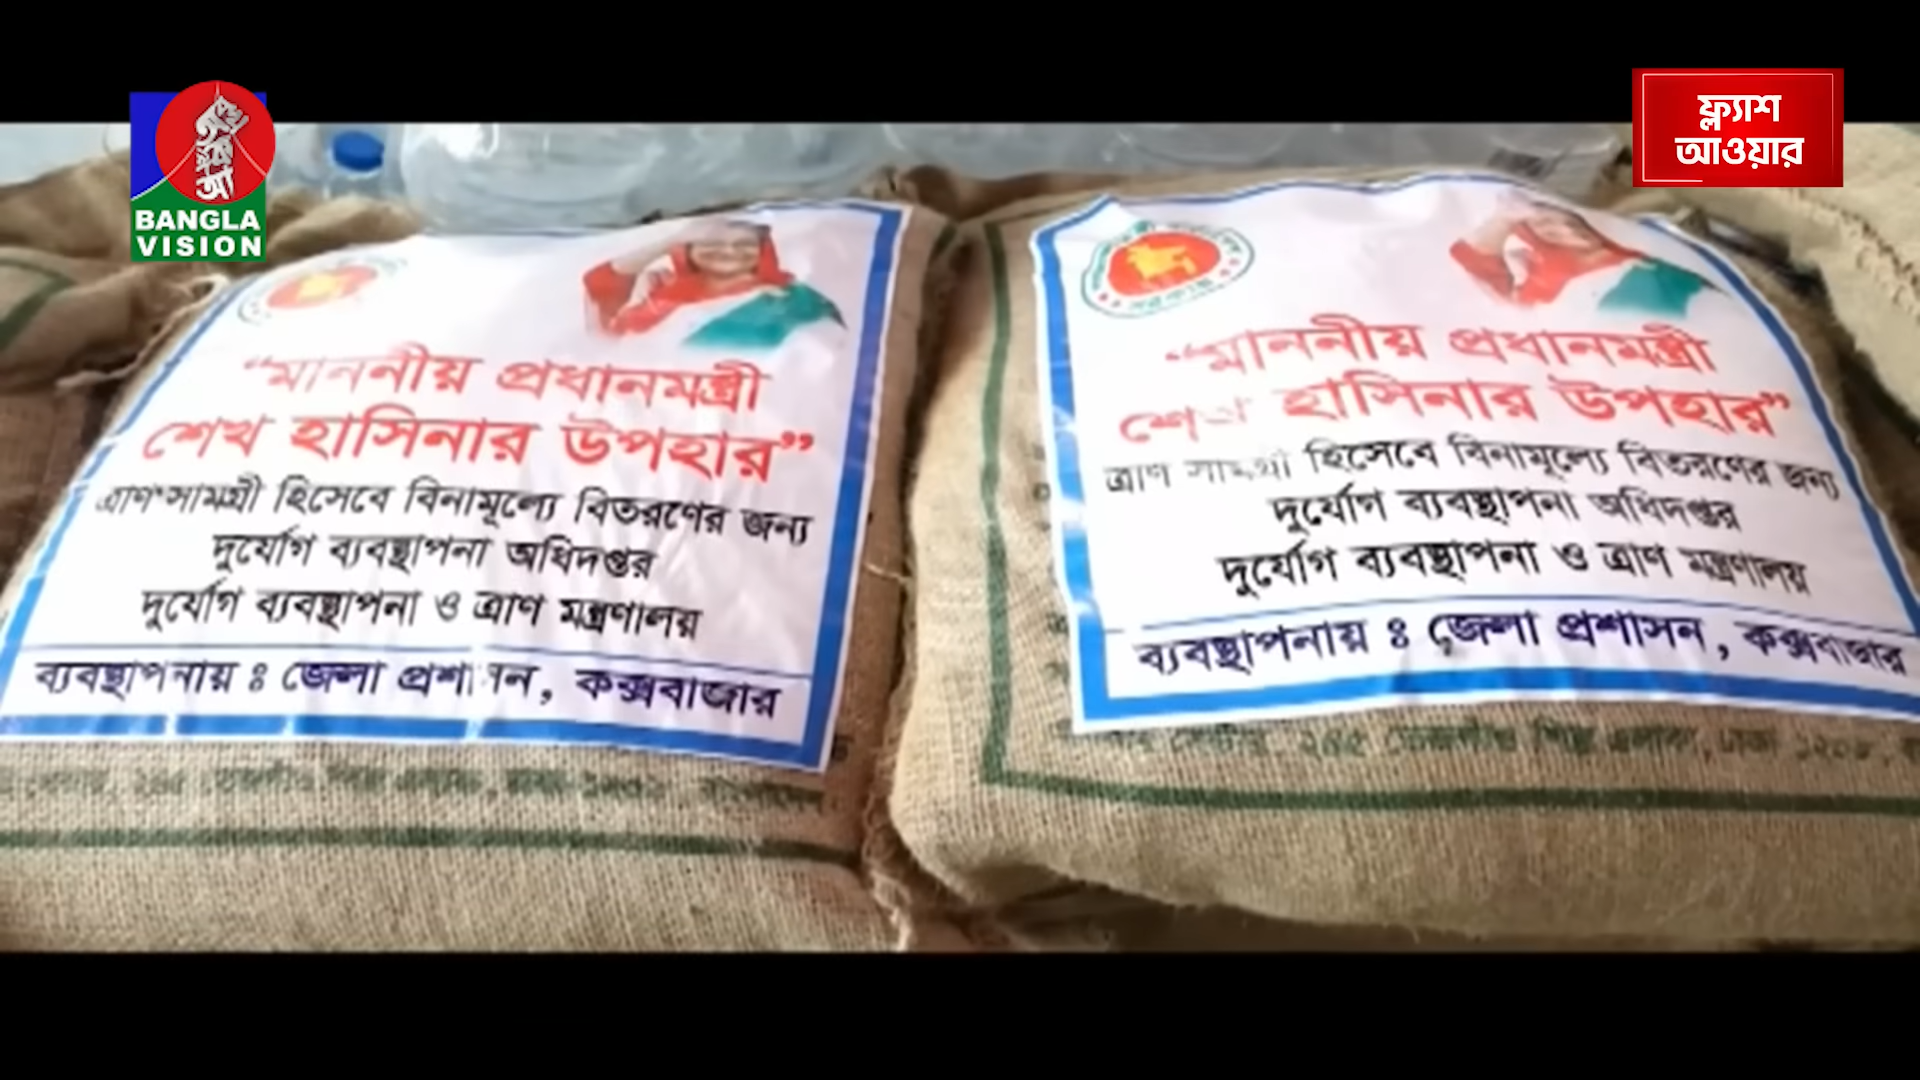 BANGLA
VISION
ফ্ল্যাশ
আওয়ার
“মাননীয় প্রধানমন্ত্রী
শেখ হাসিনার উপহার”
ত্রাণ সামগ্রী হিসেবে বিনামূল্যে বিতরণের জন্য
দুর্যোগ ব্যবস্থাপনা অধিদপ্তর
দুর্যোগ ব্যবস্থাপনা ও ত্রাণ মন্ত্রণালয়
ব্যবস্থাপনায় ঃ জেলা প্রশাসন, কক্সবাজার
“মাননীয় প্রধানমন্ত্রী
শেখ হাসিনার উপহার”
ত্রাণ সামগ্রী হিসেবে বিনামূল্যে বিতরণের জন্য
দুর্যোগ ব্যবস্থাপনা অধিদপ্তর
দুর্যোগ ব্যবস্থাপনা ও ত্রাণ মন্ত্রণালয়
ব্যবস্থাপনায় ঃ জেলা প্রশাসন, কক্সবাজার